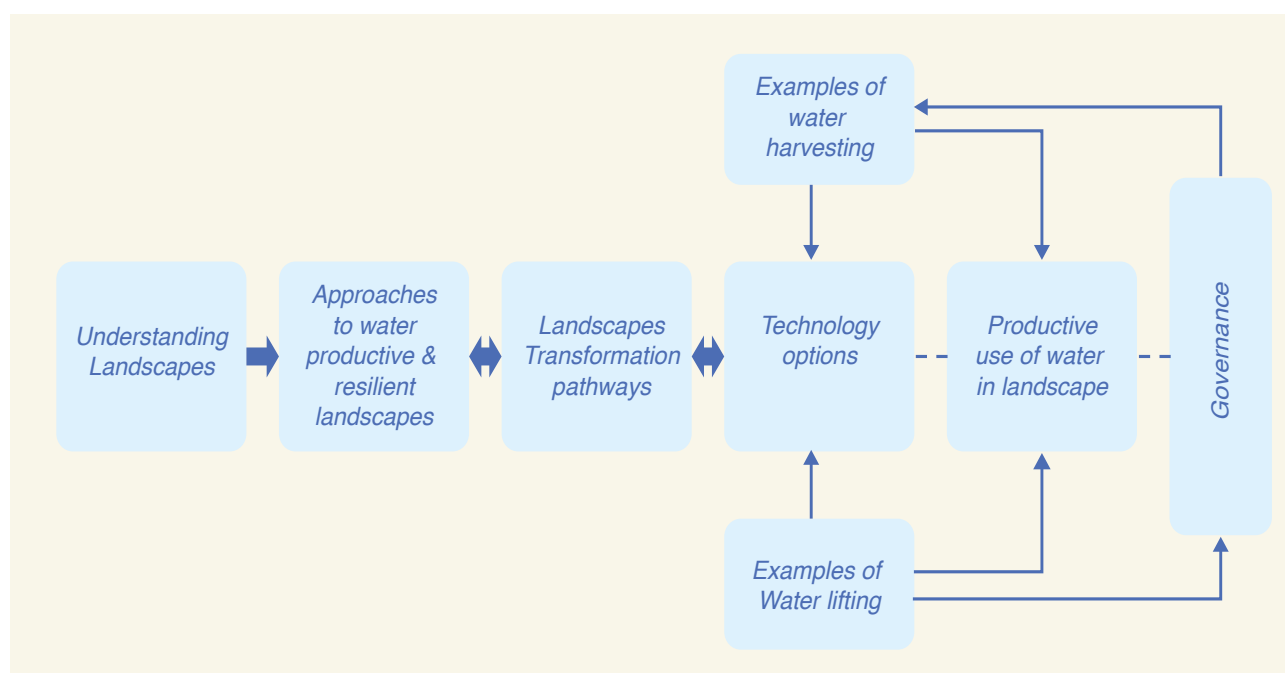 Examples of
water
harvesting
Understanding
Landscapes
Approaches
to water
productive &
resilient
landscapes
Landscapes
Transformation
pathways
Technology
options
Productive
use of water
in landscape
Governance
Examples of
Water lifting